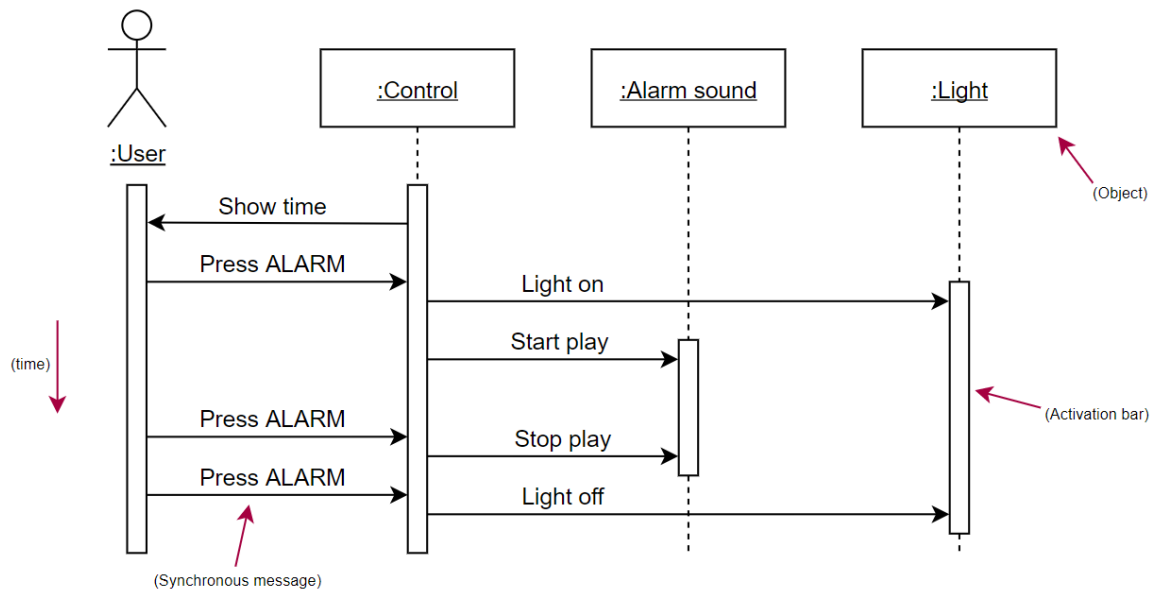 :Control
:Alarm sound
:Light
:User
(Object)
Show time
Press ALARM
Light on
Start play
(time)
Press ALARM
(Activation bar)
Stop play
Press ALARM
Light off
(Synchronous message)